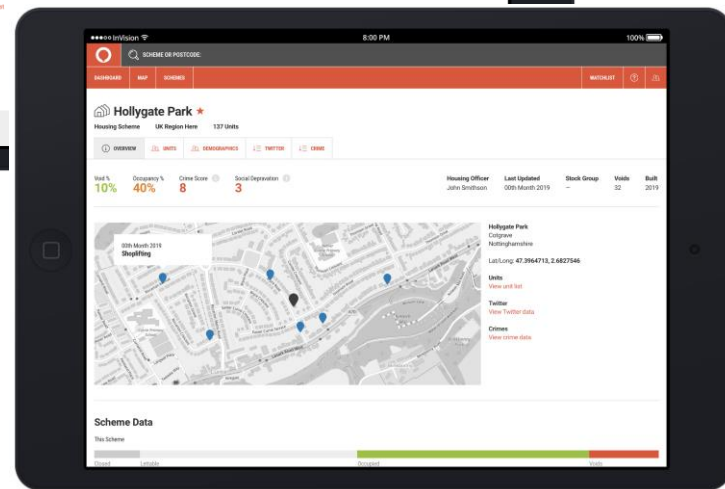 InVision
8:00 PM
100%
SCHEME OR POSTCODE:
DASHBOARD MAP SCHEMES WATCHLIST
Hollygate Park
Housing Scheme UK Region Here 137 Units
OVERVIEW UNITS DEMOGRAPHICS TWITTER CRIME
Void % Occupancy % Crime Score Social Depravation
10% 40% 8 3
Housing Officer Last Updated Stock Group Voids Built
John Smithson 00th Month 2019 – 32 2019
00th Month 2019
Shoplifting
Hollygate Park
Cotgrave
Nottinghamshire
Lat/Long: 47.3964713, 2.6827546
Units
View unit list
Twitter
View Twitter data
Crimes
View crime data
Scheme Data
This Scheme
Closed Lettable Occupied Voids